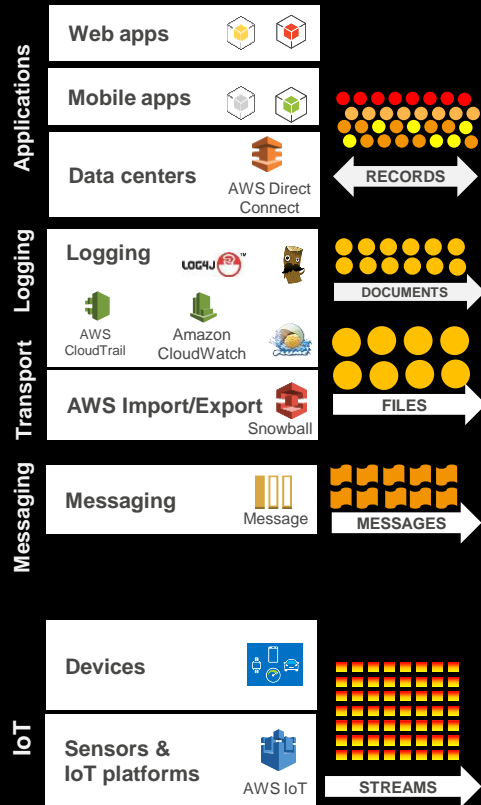 Applications
Web apps
Mobile apps
Data centers
AWS Direct
Connect
RECORDS
Logging
Logging
LOG4J™
AWS
CloudTrail
Amazon
CloudWatch
DOCUMENTS
Transport
AWS Import/Export
Snowball
FILES
Messaging
Messaging
Message
MESSAGES
IoT
Devices
Sensors &
IoT platforms
AWS IoT
STREAMS